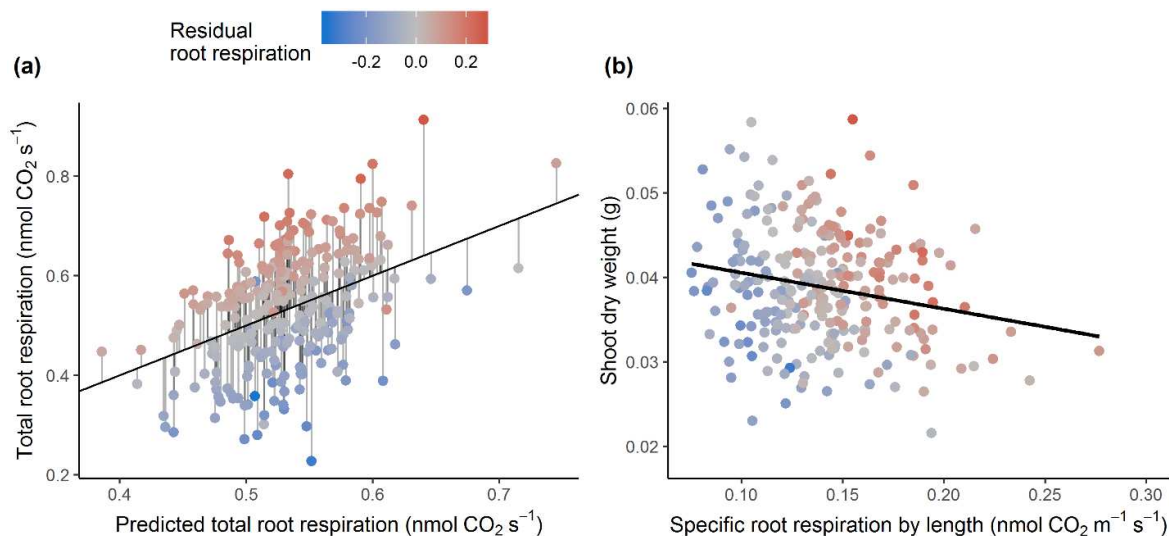 Residual
root respiration
-0.2 0.0 0.2
(a)
(b)
Total root respiration (nmol CO₂ s⁻¹)
0.8
0.6
0.4
0.2
0.4 0.5 0.6 0.7
Predicted total root respiration (nmol CO₂ s⁻¹)
Shoot dry weight (g)
0.06
0.05
0.04
0.03
0.02
0.10 0.15 0.20 0.25 0.30
Specific root respiration by length (nmol CO₂ m⁻¹ s⁻¹)